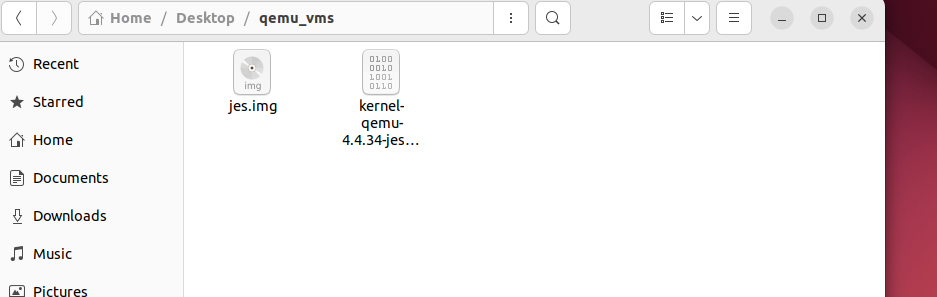 Home / Desktop / qemu_vms
Recent
Starred
Home
Documents
Downloads
Music
Pictures
img
jes.img
0100
0010
1001
0110
kernel-
qemu-
4.4.34-jes...